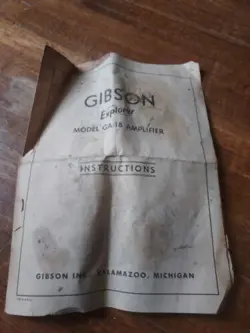 GIBSON
Explorer
MODEL GA-18 AMPLIFIER
INSTRUCTIONS
GIBSON INC., KALAMAZOO, MICHIGAN